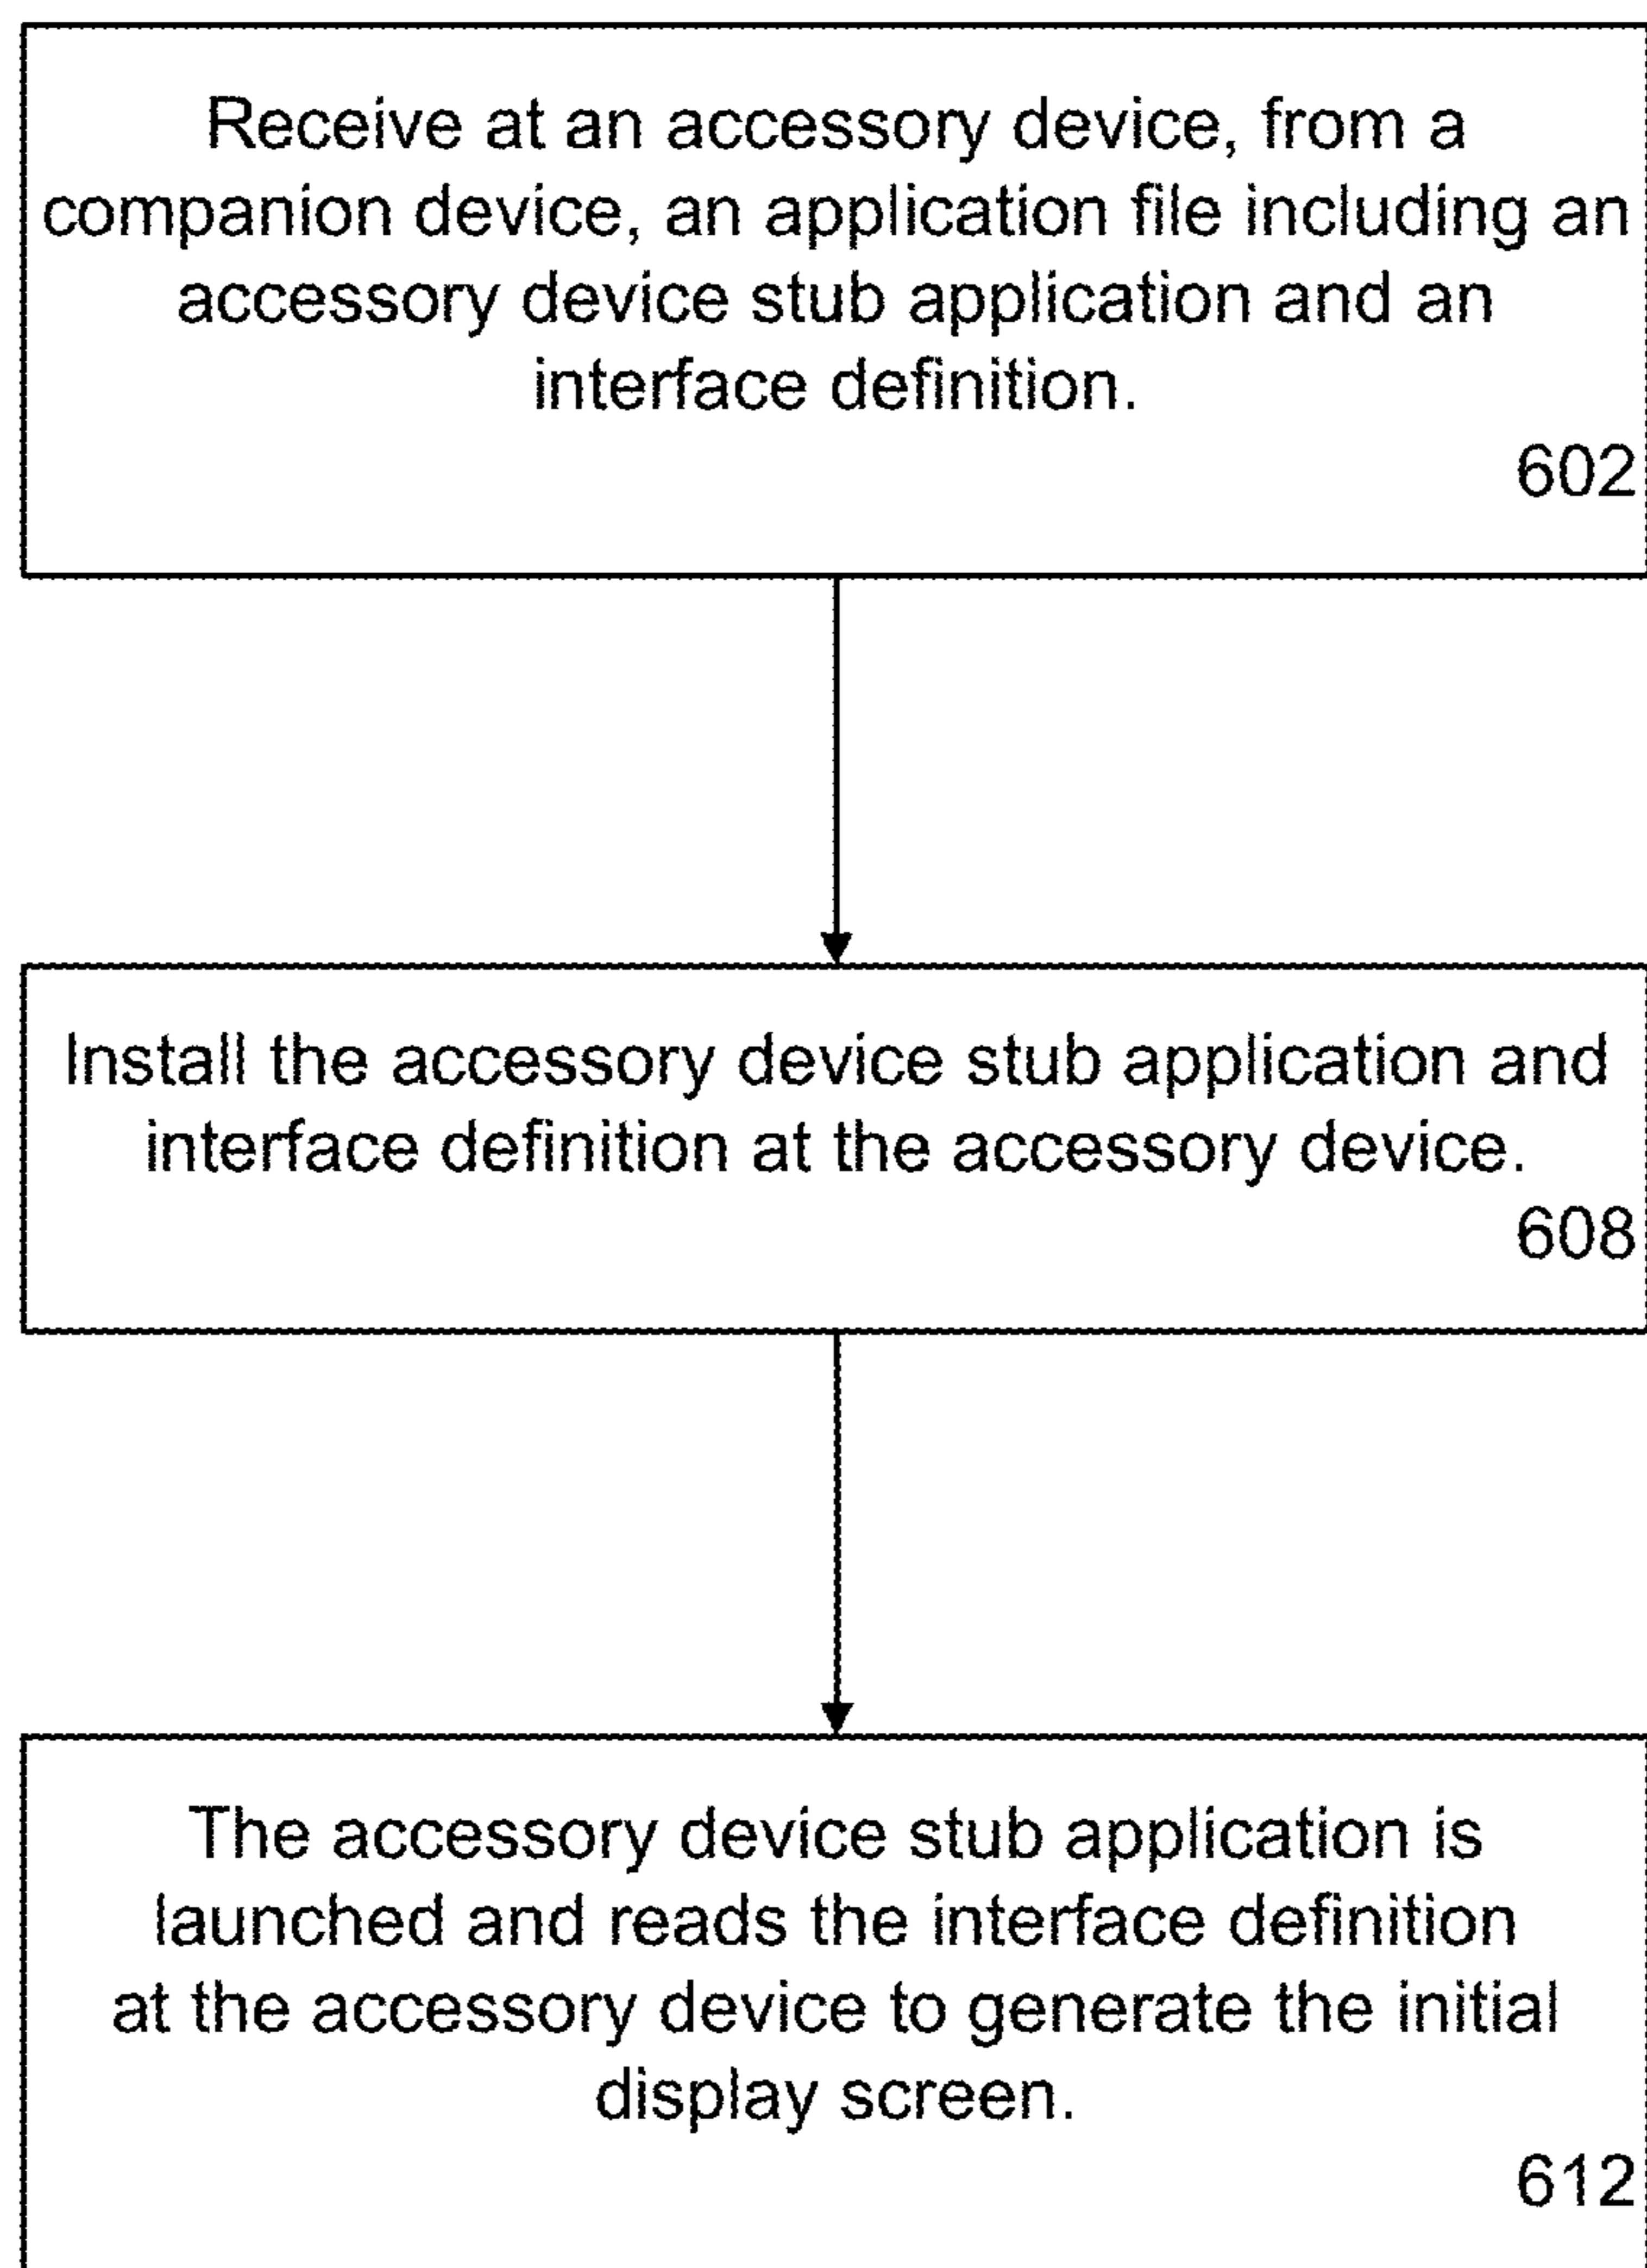 Receive at an accessory device, from a
companion device, an application file including an
accessory device stub application and an
interface definition.
602
Install the accessory device stub application and
interface definition at the accessory device.
608
The accessory device stub application is
launched and reads the interface definition
at the accessory device to generate the initial
display screen.
612